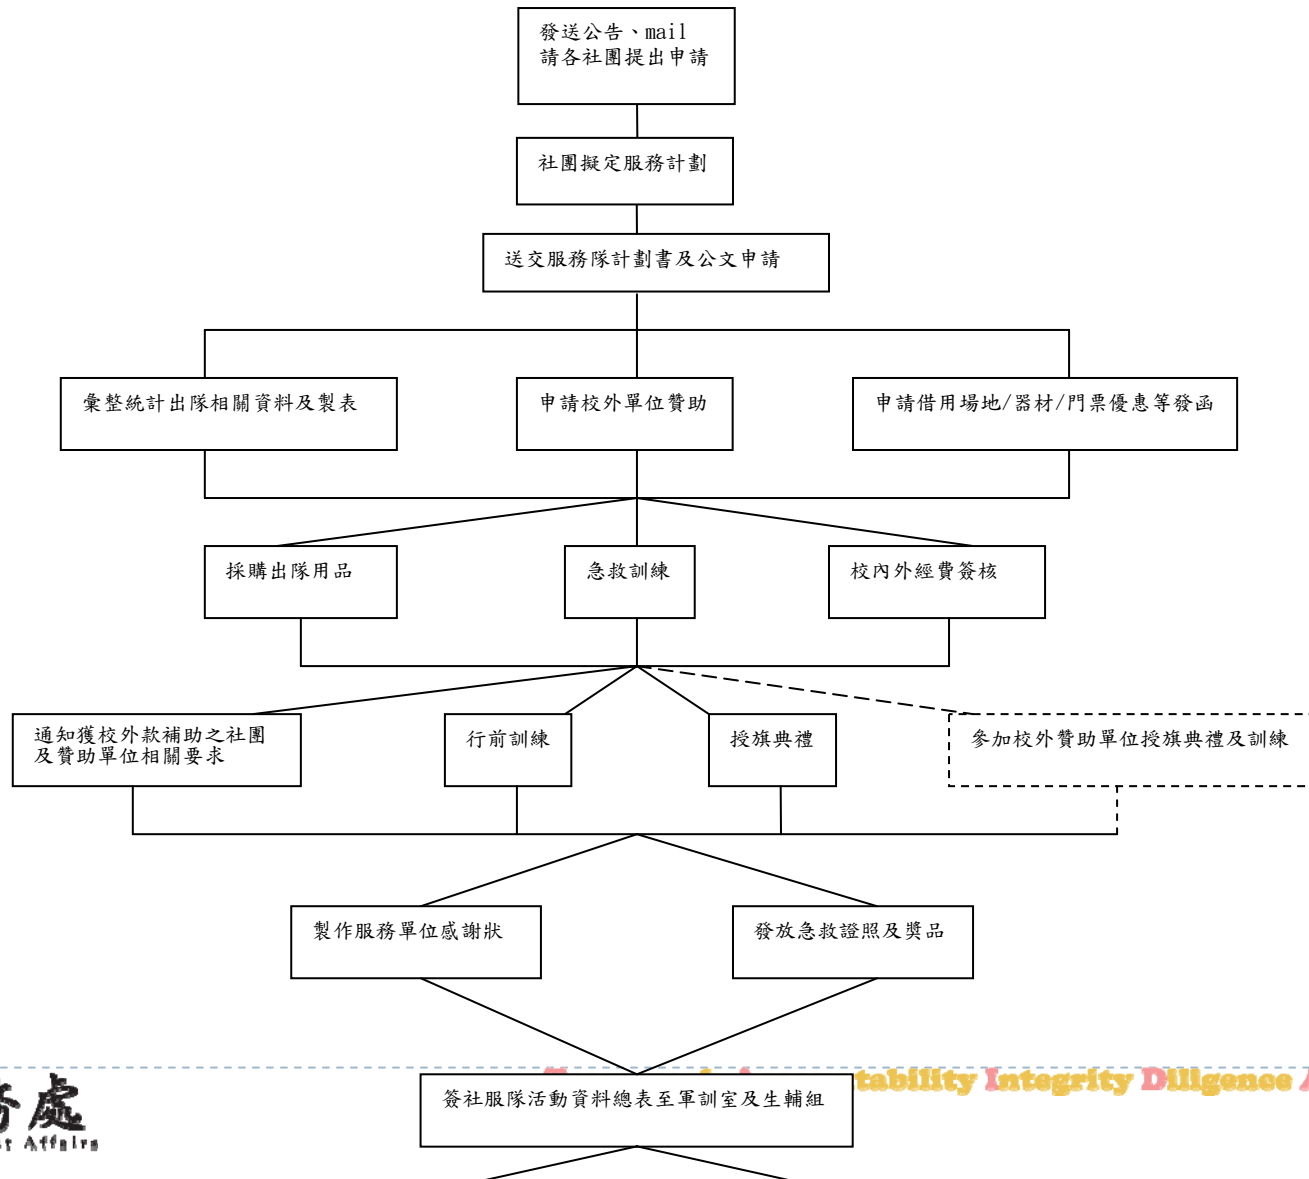 發送公告、mail
請各社團提出申請
社團擬定服務計劃
送交服務隊計劃書及公文申請
彙整統計出隊相關資料及製表
申請校外單位贊助
申請借用場地/器材/門票優惠等發函
採購出隊用品
急救訓練
校內外經費簽核
通知獲校外款補助之社團
及贊助單位相關要求
行前訓練
授旗典禮
參加校外贊助單位授旗典禮及訓練
製作服務單位感謝狀
發放急救證照及獎品
簽社服隊活動資料總表至軍訓室及生輔組
Integrity Diligence
務處
Affairs